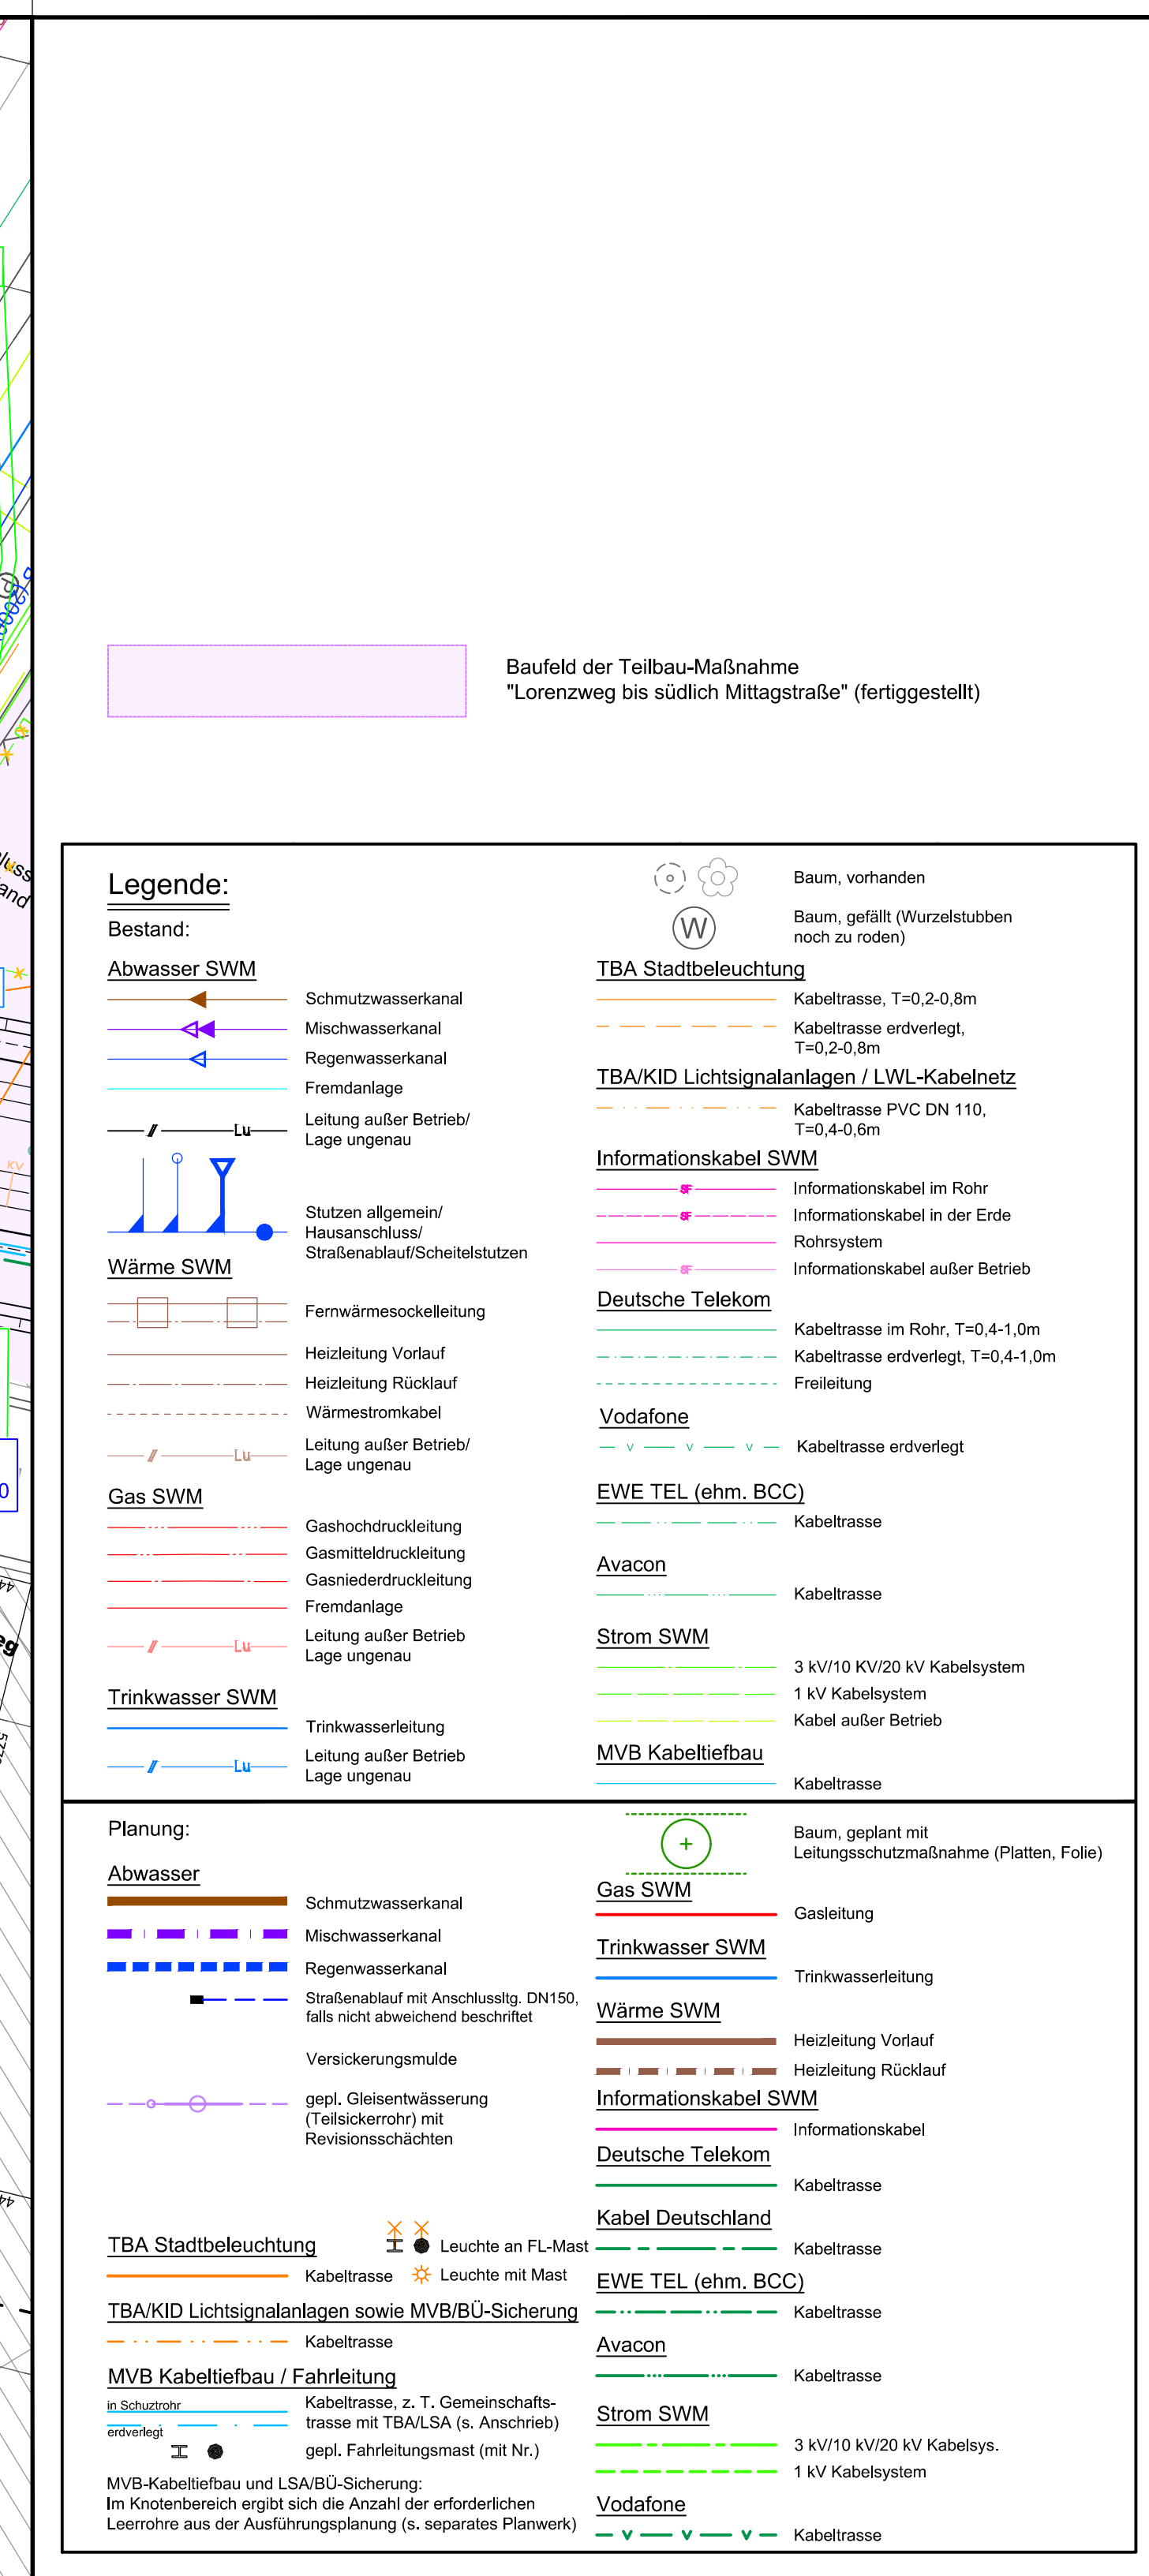 Baufeld der Teilbau-Maßnahme
"Lorenzweg bis südlich Mittagstraße" (fertiggestellt)
Legende:
Bestand:
Abwasser SWM
Schmutzwasserkanal
Mischwasserkanal
Regenwasserkanal
Fremdanlage
Lu
Leitung außer Betrieb/
Lage ungenau
Stutzen allgemein/
Hausanschluss/
Straßenablauf/Scheitelstutzen
Wärme SWM
Fernwärmesockelleitung
Heizleitung Vorlauf
Heizleitung Rücklauf
Wärmestromkabel
Lu
Leitung außer Betrieb/
Lage ungenau
Gas SWM
Gashochdruckleitung
Gasmitteldruckleitung
Gasniederdruckleitung
Fremdanlage
Lu
Leitung außer Betrieb
Lage ungenau
Trinkwasser SWM
Trinkwasserleitung
Lu
Leitung außer Betrieb
Lage ungenau
Baum, vorhanden
W
Baum, gefällt (Wurzelstubben
noch zu roden)
TBA Stadtbeleuchtung
Kabeltrasse, T=0,2-0,8m
Kabeltrasse erdverlegt,
T=0,2-0,8m
TBA/KID Lichtsignalanlagen / LWL-Kabelnetz
Kabeltrasse PVC DN 110,
T=0,4-0,6m
Informationskabel SWM
SF
Informationskabel im Rohr
SF
Informationskabel in der Erde
Rohrsystem
SF
Informationskabel außer Betrieb
Deutsche Telekom
Kabeltrasse im Rohr, T=0,4-1,0m
Kabeltrasse erdverlegt, T=0,4-1,0m
Freileitung
Vodafone
V V V
Kabeltrasse erdverlegt
EWE TEL (ehm. BCC)
Kabeltrasse
Avacon
Kabeltrasse
Strom SWM
3 kV/10 KV/20 kV Kabelsystem
1 kV Kabelsystem
Kabel außer Betrieb
MVB Kabeltiefbau
Kabeltrasse
Planung:
Abwasser
Schmutzwasserkanal
Mischwasserkanal
Regenwasserkanal
Straßenablauf mit Anschlussltg. DN150,
falls nicht abweichend beschriftet
Versickerungsmulde
gepl. Gleisentwässerung
(Teilsickerrohr) mit
Revisionsschächten
TBA Stadtbeleuchtung
Leuchte an FL-Mast
Kabeltrasse
Leuchte mit Mast
TBA/KID Lichtsignalanlagen sowie MVB/BÜ-Sicherung
Kabeltrasse
MVB Kabeltiefbau / Fahrleitung
in Schuztrohr
erdverlegt
Kabeltrasse, z. T. Gemeinschafts-
trasse mit TBA/LSA (s. Anschrieb)
gepl. Fahrleitungsmast (mit Nr.)
MVB-Kabeltiefbau und LSA/BÜ-Sicherung:
Im Knotenbereich ergibt sich die Anzahl der erforderlichen
Leerrohre aus der Ausführungsplanung (s. separates Planwerk)
Baum, geplant mit
Leitungsschutzmaßnahme (Platten, Folie)
Gas SWM
Gasleitung
Trinkwasser SWM
Trinkwasserleitung
Wärme SWM
Heizleitung Vorlauf
Heizleitung Rücklauf
Informationskabel SWM
Informationskabel
Deutsche Telekom
Kabeltrasse
Kabel Deutschland
Kabeltrasse
EWE TEL (ehm. BCC)
Kabeltrasse
Avacon
Kabeltrasse
Strom SWM
3 kV/10 kV/20 kV Kabelsys.
1 kV Kabelsystem
Vodafone
V V V
Kabeltrasse